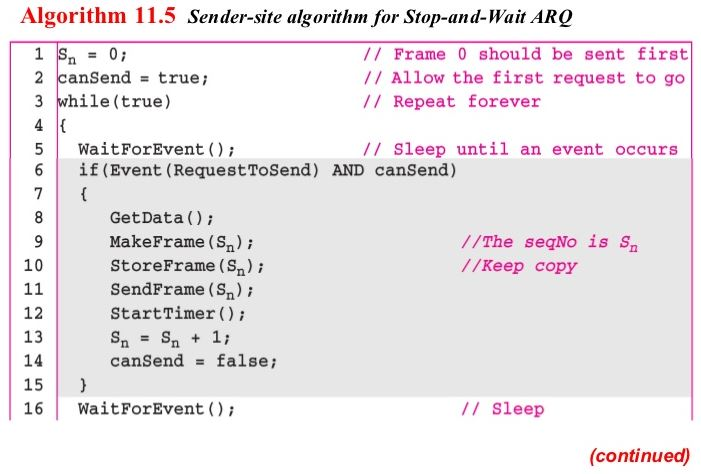 Algorithm 11.5 Sender-site algorithm for Stop-and-Wait ARQ
1 Sn = 0; // Frame 0 should be sent first
2 canSend = true; // Allow the first request to go
3 while(true) // Repeat forever
4 {
5 WaitForEvent(); // Sleep until an event occurs
6 if(Event(RequestToSend) AND canSend)
7 {
8 GetData();
9 MakeFrame(Sn); //The seqNo is Sn
10 StoreFrame(Sn); //Keep copy
11 SendFrame(Sn);
12 StartTimer();
13 Sn = Sn + 1;
14 canSend = false;
15 }
16 WaitForEvent(); // Sleep
(continued)